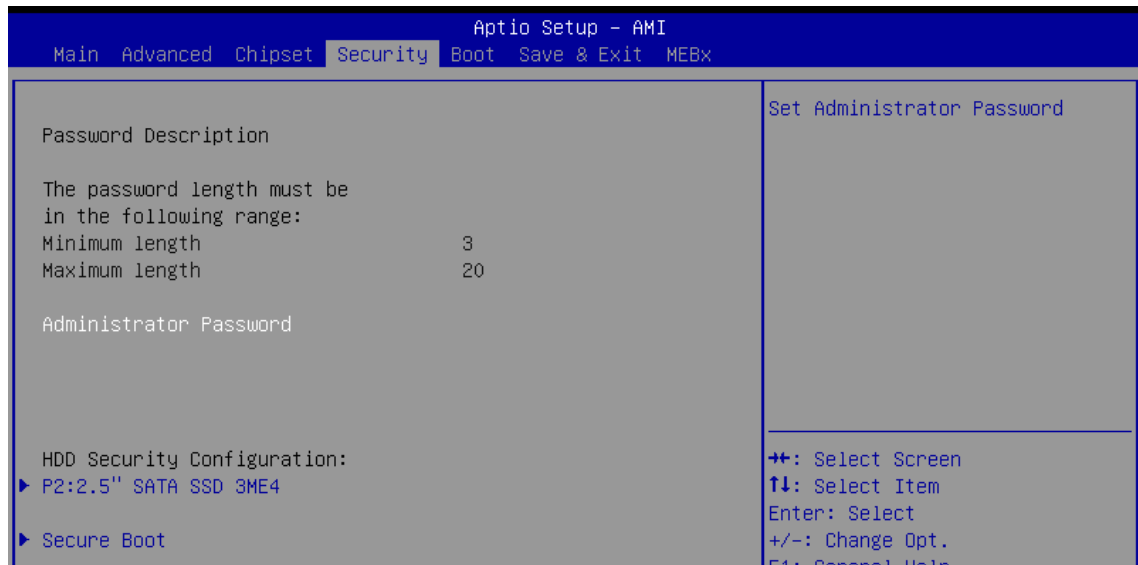 Aptio Setup – AMI
Main Advanced Chipset Security Boot Save & Exit MEBx
Password Description
The password length must be
in the following range:
Minimum length 3
Maximum length 20
Administrator Password
HDD Security Configuration:
P2:2.5" SATA SSD 3ME4
Secure Boot
Set Administrator Password
→←: Select Screen
↑↓: Select Item
Enter: Select
+/-: Change Opt.